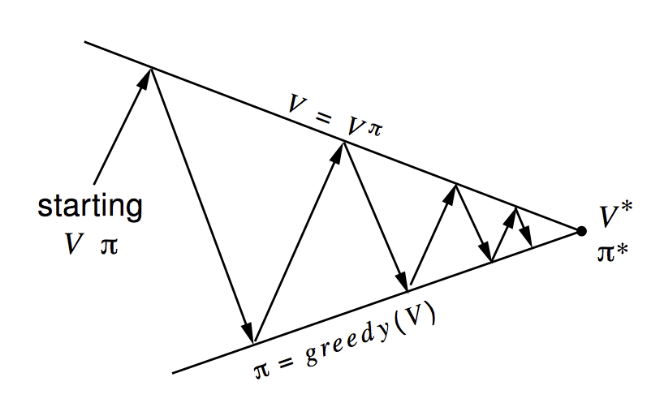 V = Vπ
starting
V π
V*
π*
π = greedy(V)